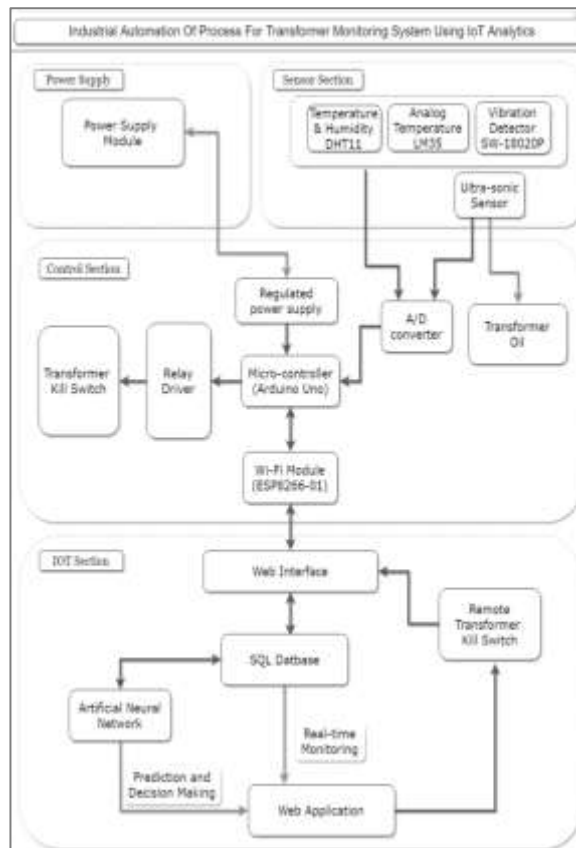 Industrial Automation Of Process For Transformer Monitoring System Using IoT Analytics
Power Supply
Sensor Section
Power Supply
Module
Temperature
& Humidity
DHT11
Analog
Temperature
LM35
Vibration
Detector
SW-18020P
Ultra-sonic
Sensor
Control Section
Regulated
power supply
A/D
converter
Transformer
Oil
Transformer
Kill Switch
Relay
Driver
Micro-controller
(Arduino Uno)
Wi-Fi Module
(ESP8266-01)
IOT Section
Web Interface
Remote
Transformer
Kill Switch
SQL Datbase
Artificial Neural
Network
Real-time
Monitoring
Prediction and
Decision Making
Web Application